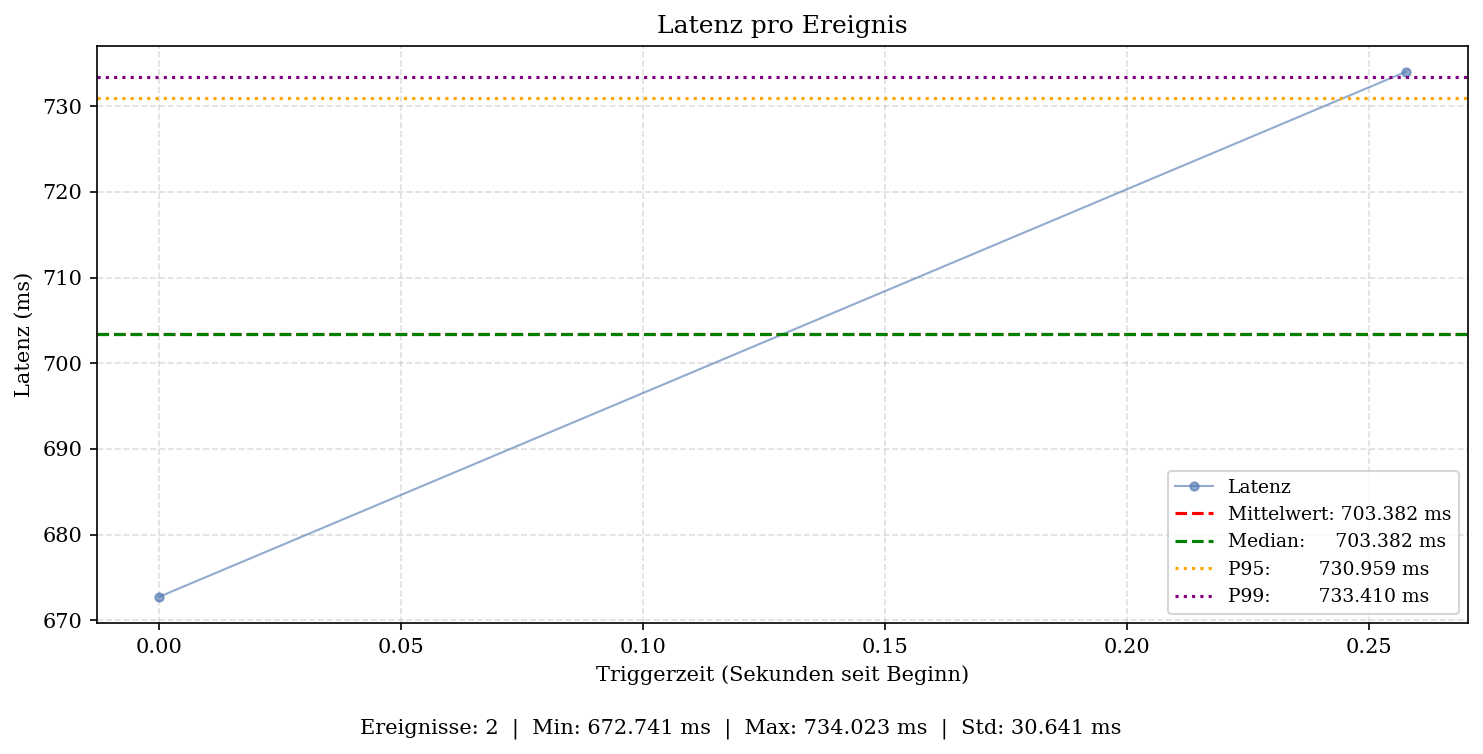 Latenz pro Ereignis
Latenz (ms)
730
720
710
700
690
680
670
Latenz
Mittelwert: 703.382 ms
Median: 703.382 ms
P95: 730.959 ms
P99: 733.410 ms
0.00 0.05 0.10 0.15 0.20 0.25
Triggerzeit (Sekunden seit Beginn)
Ereignisse: 2 | Min: 672.741 ms | Max: 734.023 ms | Std: 30.641 ms